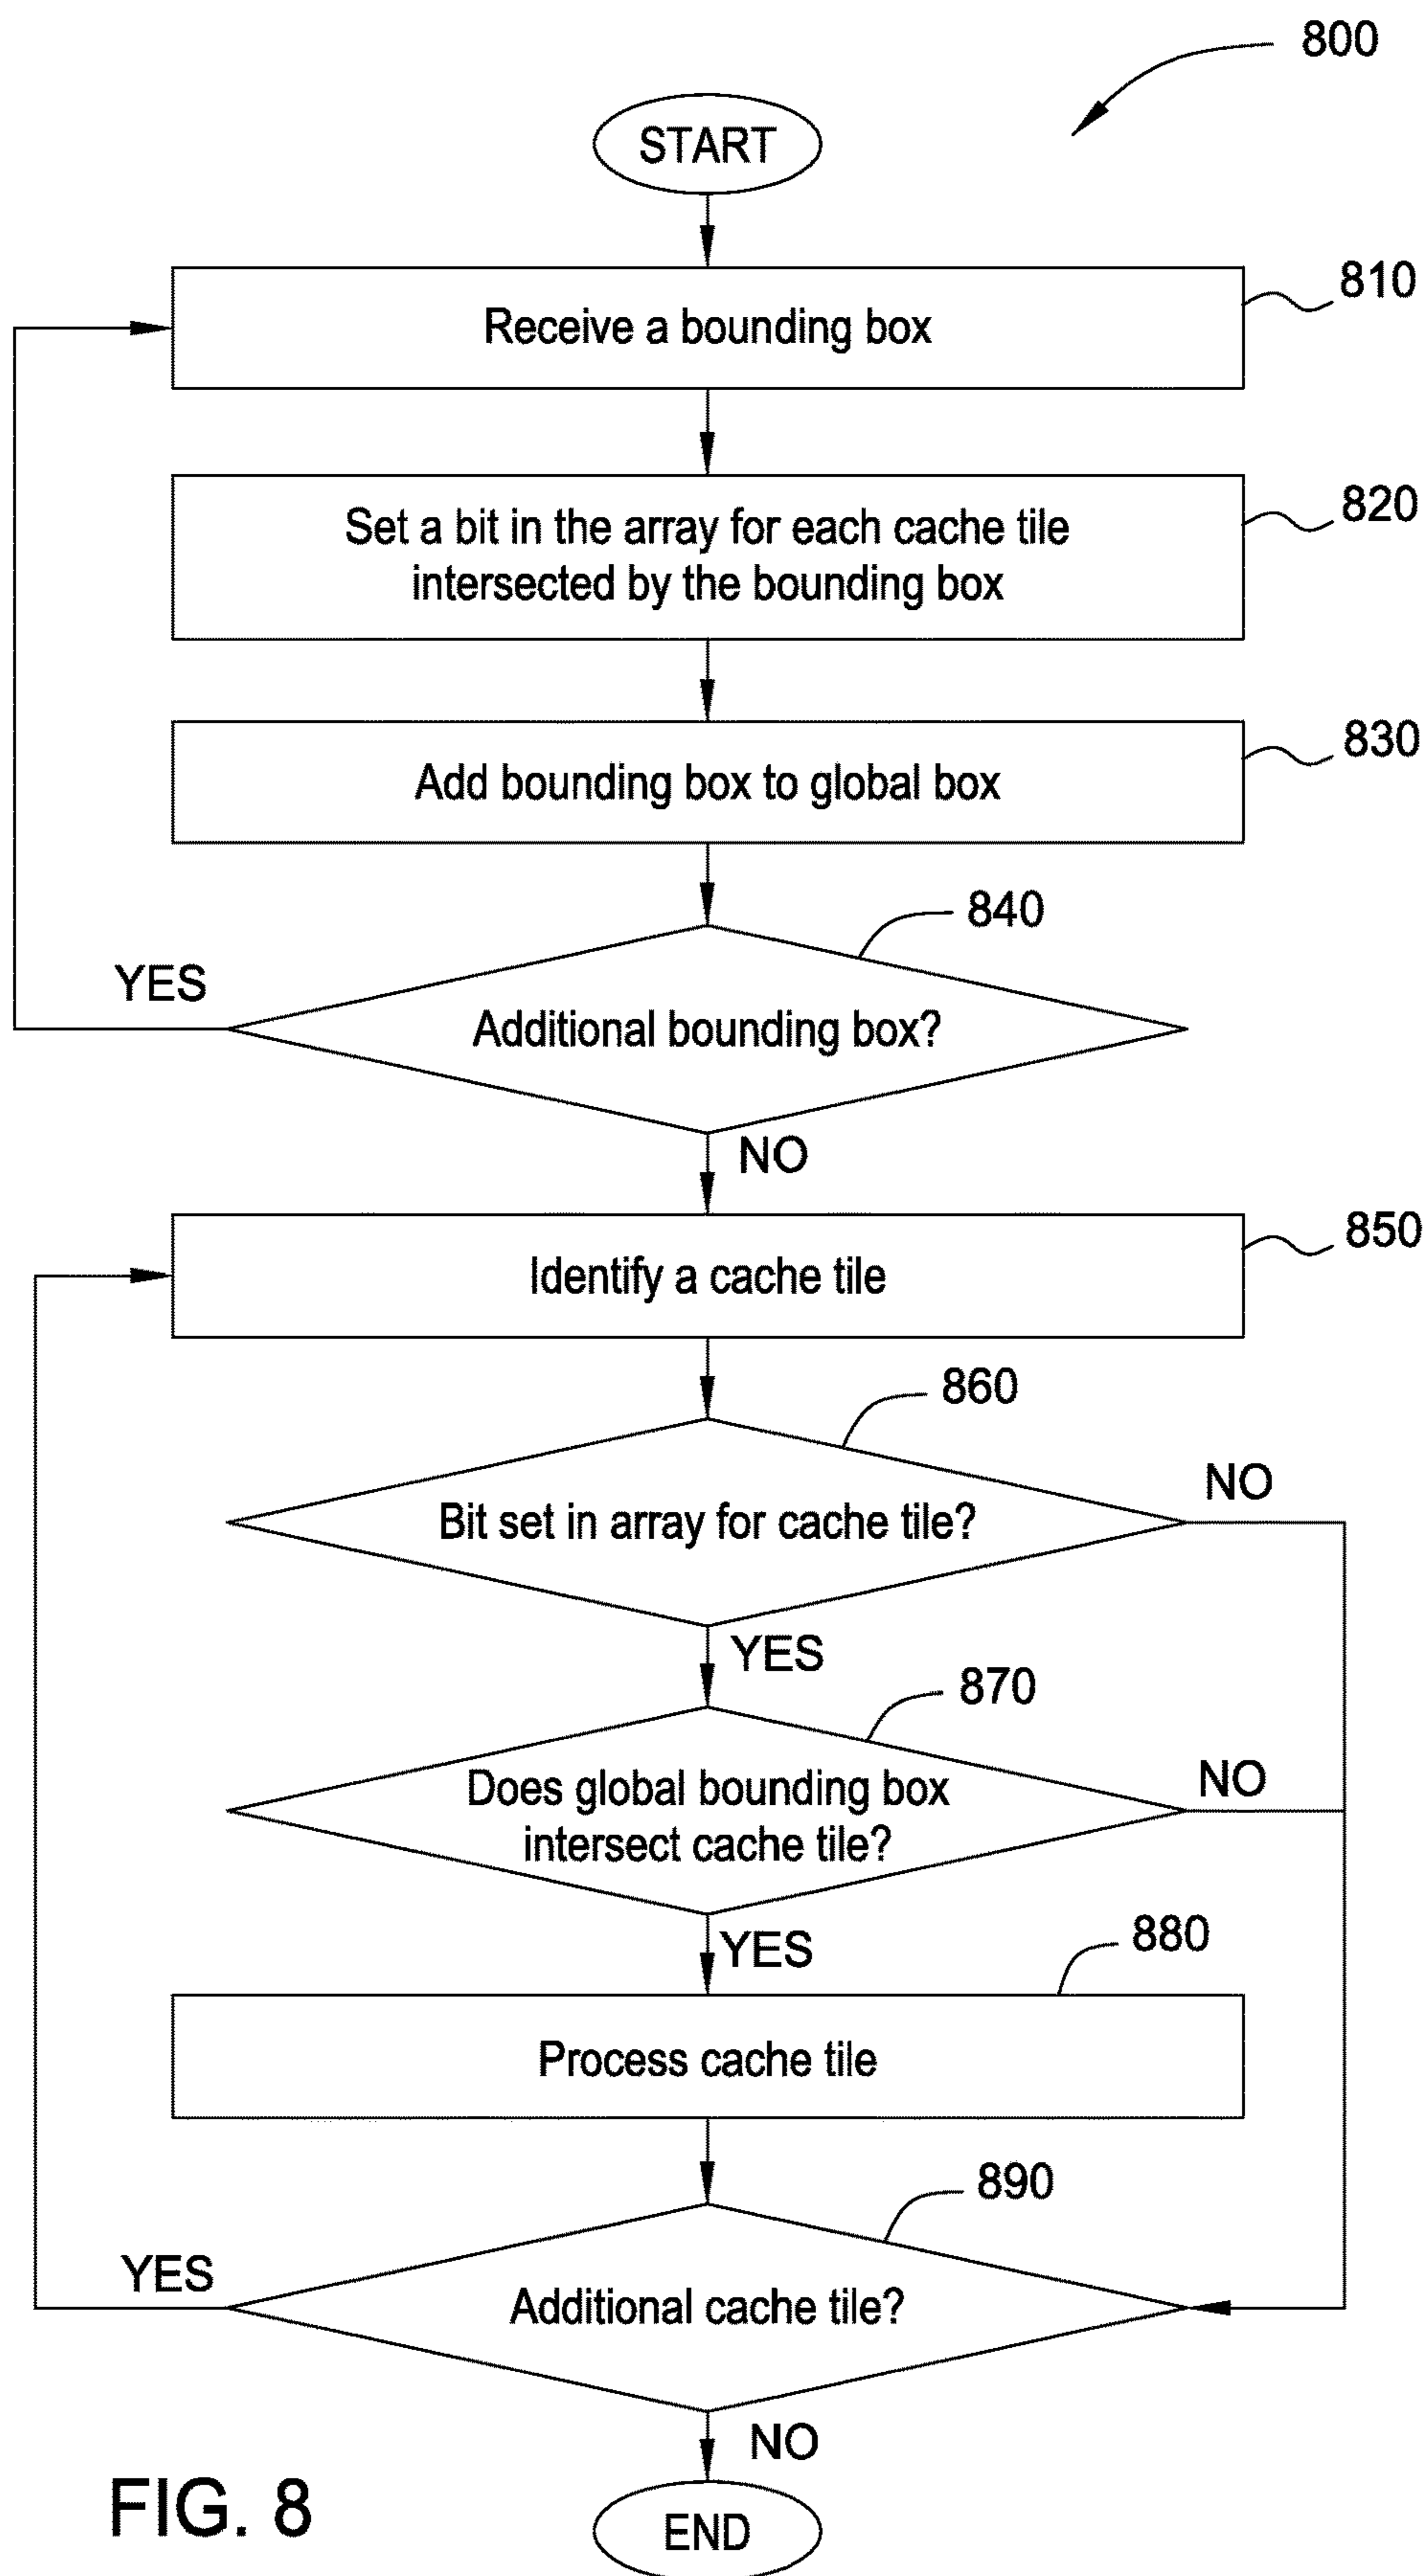 800
START
Receive a bounding box
810
Set a bit in the array for each cache tile
intersected by the bounding box
820
Add bounding box to global box
830
840
YES
Additional bounding box?
NO
Identify a cache tile
850
860
Bit set in array for cache tile?
NO
YES
870
Does global bounding box
intersect cache tile?
NO
YES
880
Process cache tile
890
YES
Additional cache tile?
NO
END
FIG. 8